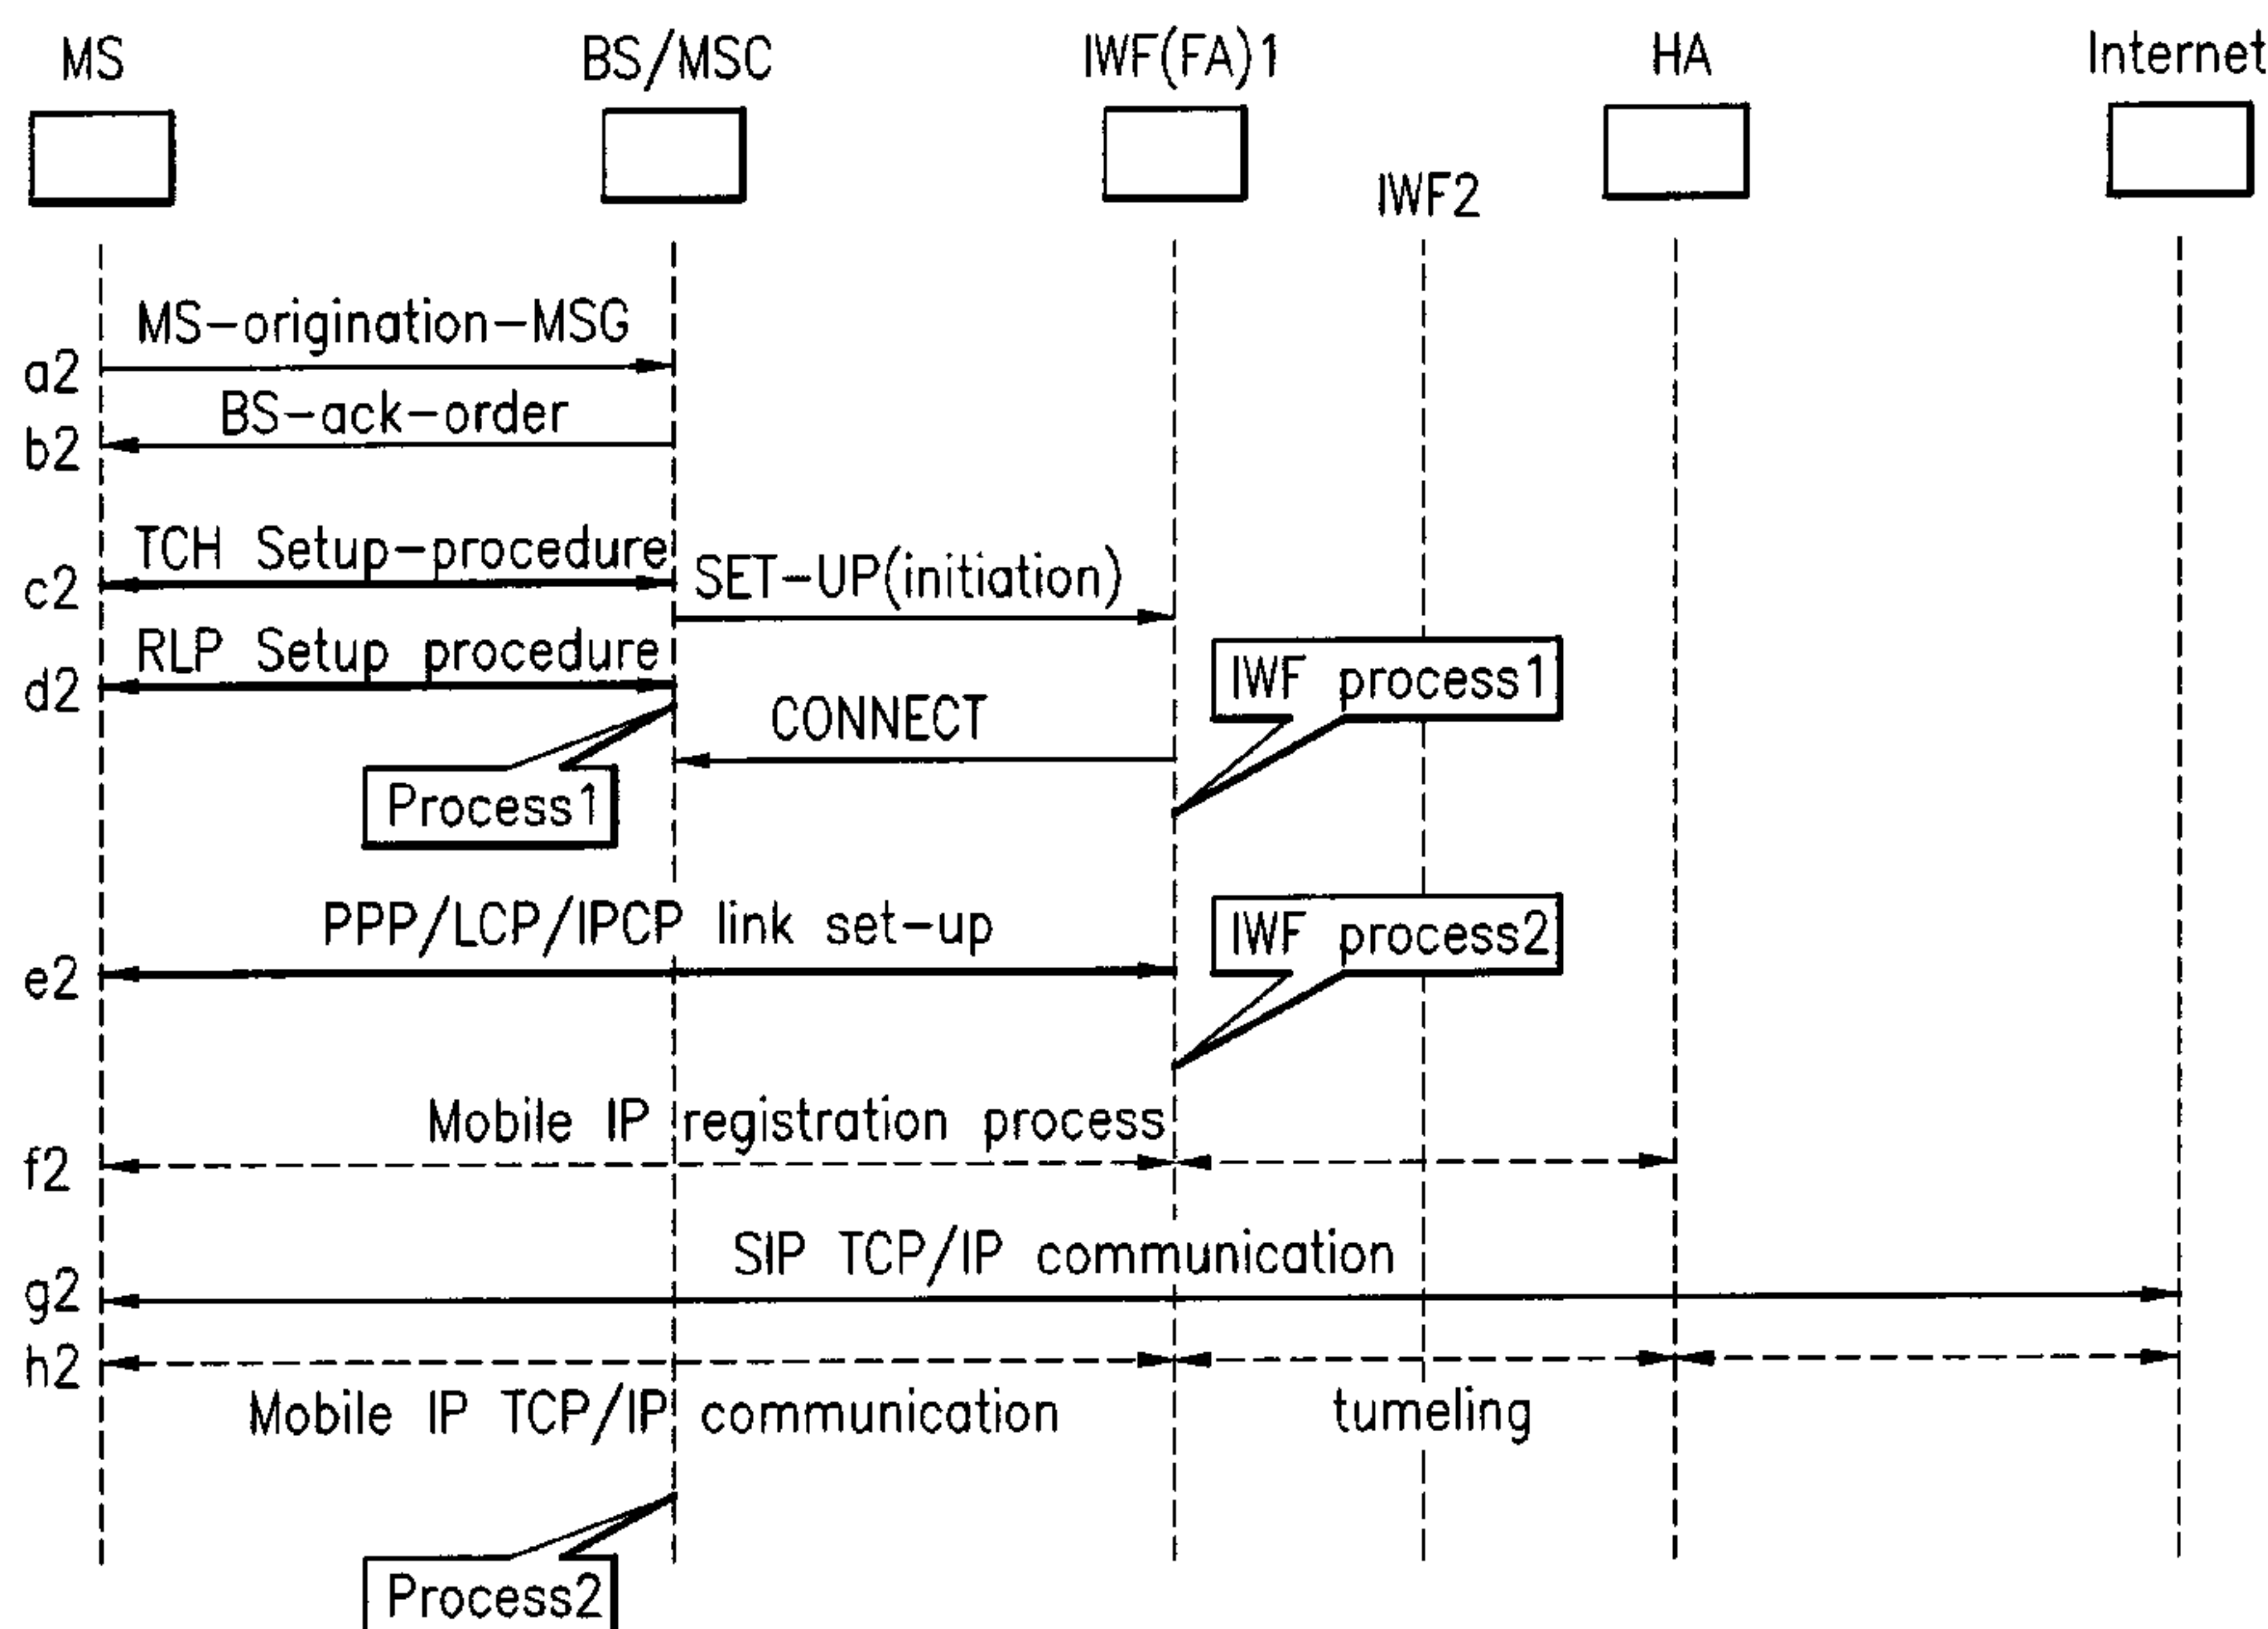 MS
BS/MSC
IWF(FA)1
HA
Internet
IWF2
MS-origination-MSG
a2
BS-ack-order
b2
TCH Setup-procedure
SET-UP(initiation)
c2
RLP Setup procedure
IWF process1
d2
CONNECT
Process1
PPP/LCP/IPCP link set-up
IWF process2
e2
Mobile IP registration process
f2
SIP TCP/IP communication
g2
h2
Mobile IP TCP/IP communication
tumeling
Process2